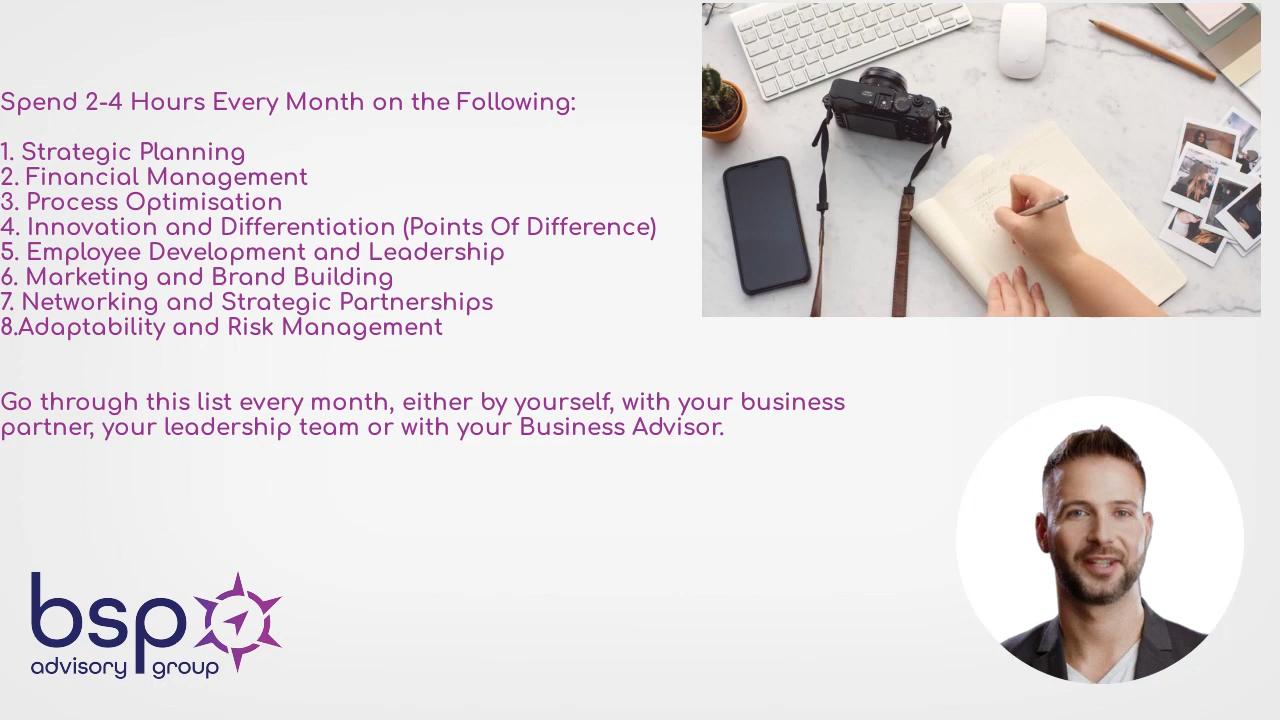 Spend 2-4 Hours Every Month on the Following:
1. Strategic Planning
2. Financial Management
3. Process Optimisation
4. Innovation and Differentiation (Points Of Difference)
5. Employee Development and Leadership
6. Marketing and Brand Building
7. Networking and Strategic Partnerships
8.Adaptability and Risk Management
Go through this list every month, either by yourself, with your business
partner, your leadership team or with your Business Advisor.
bsp
advisory group